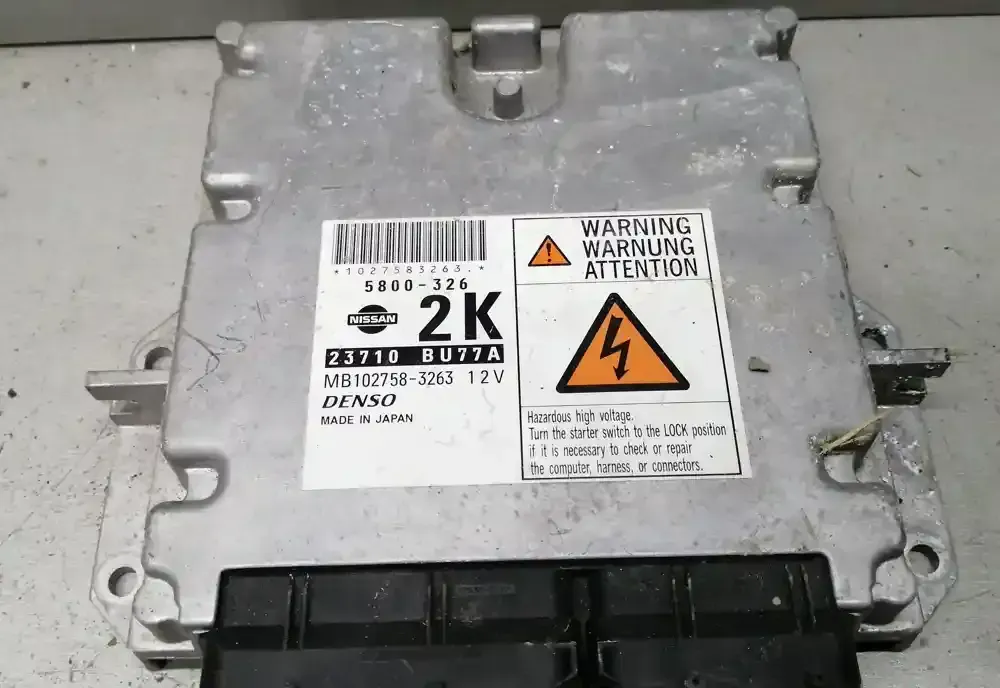 *1027583263.*
5800-326
NISSAN 2K
23710 BU77A
MB102758-3263 12V
DENSO
MADE IN JAPAN
WARNING
WARNUNG
ATTENTION
Hazardous high voltage.
Turn the starter switch to the LOCK position
if it is necessary to check or repair
the computer, harness, or connectors.